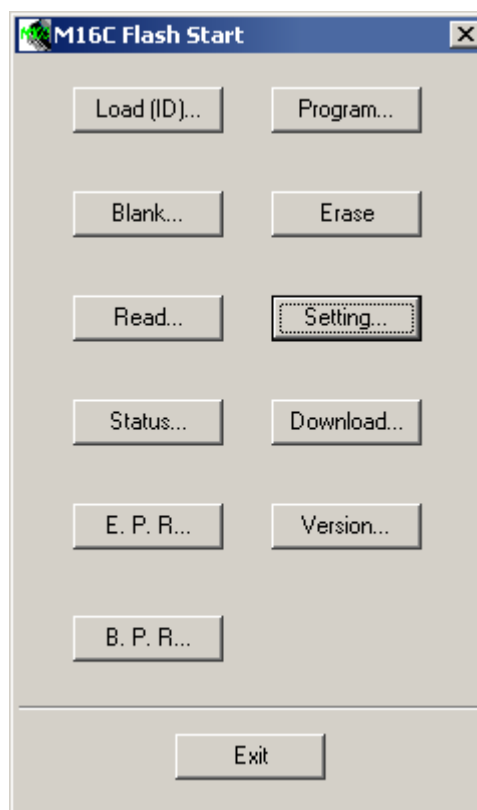 M16C Flash Start
Load (ID)... Program...
Blank... Erase
Read... Setting...
Status... Download...
E. P. R... Version...
B. P. R...
Exit